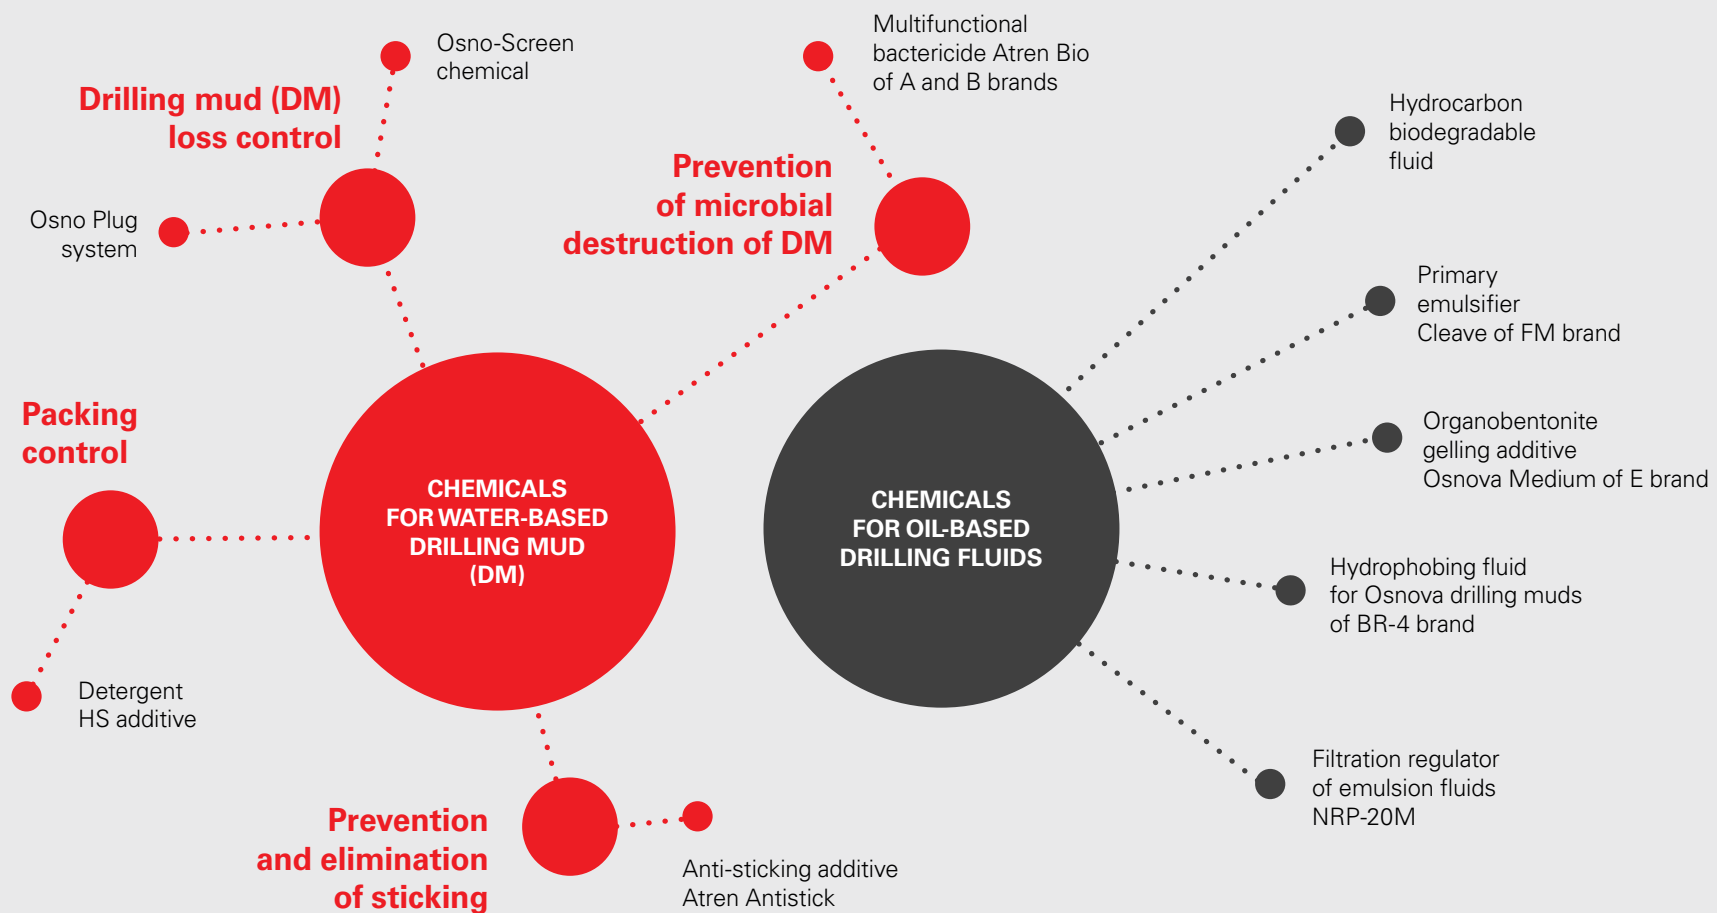 Osno-Screen
chemical
Drilling mud (DM)
loss control
Osno Plug
system
Multifunctional
bactericide Atren Bio
of A and B brands
Prevention
of microbial
destruction of DM
Packing
control
Detergent
HS additive
CHEMICALS
FOR WATER-BASED
DRILLING MUD
(DM)
Prevention
and elimination
of sticking
Anti-sticking additive
Atren Antistick
CHEMICALS
FOR OIL-BASED
DRILLING FLUIDS
Hydrocarbon
biodegradable
fluid
Primary
emulsifier
Cleave of FM brand
Organobentonite
gelling additive
Osnova Medium of E brand
Hydrophobing fluid
for Osnova drilling muds
of BR-4 brand
Filtration regulator
of emulsion fluids
NRP-20M